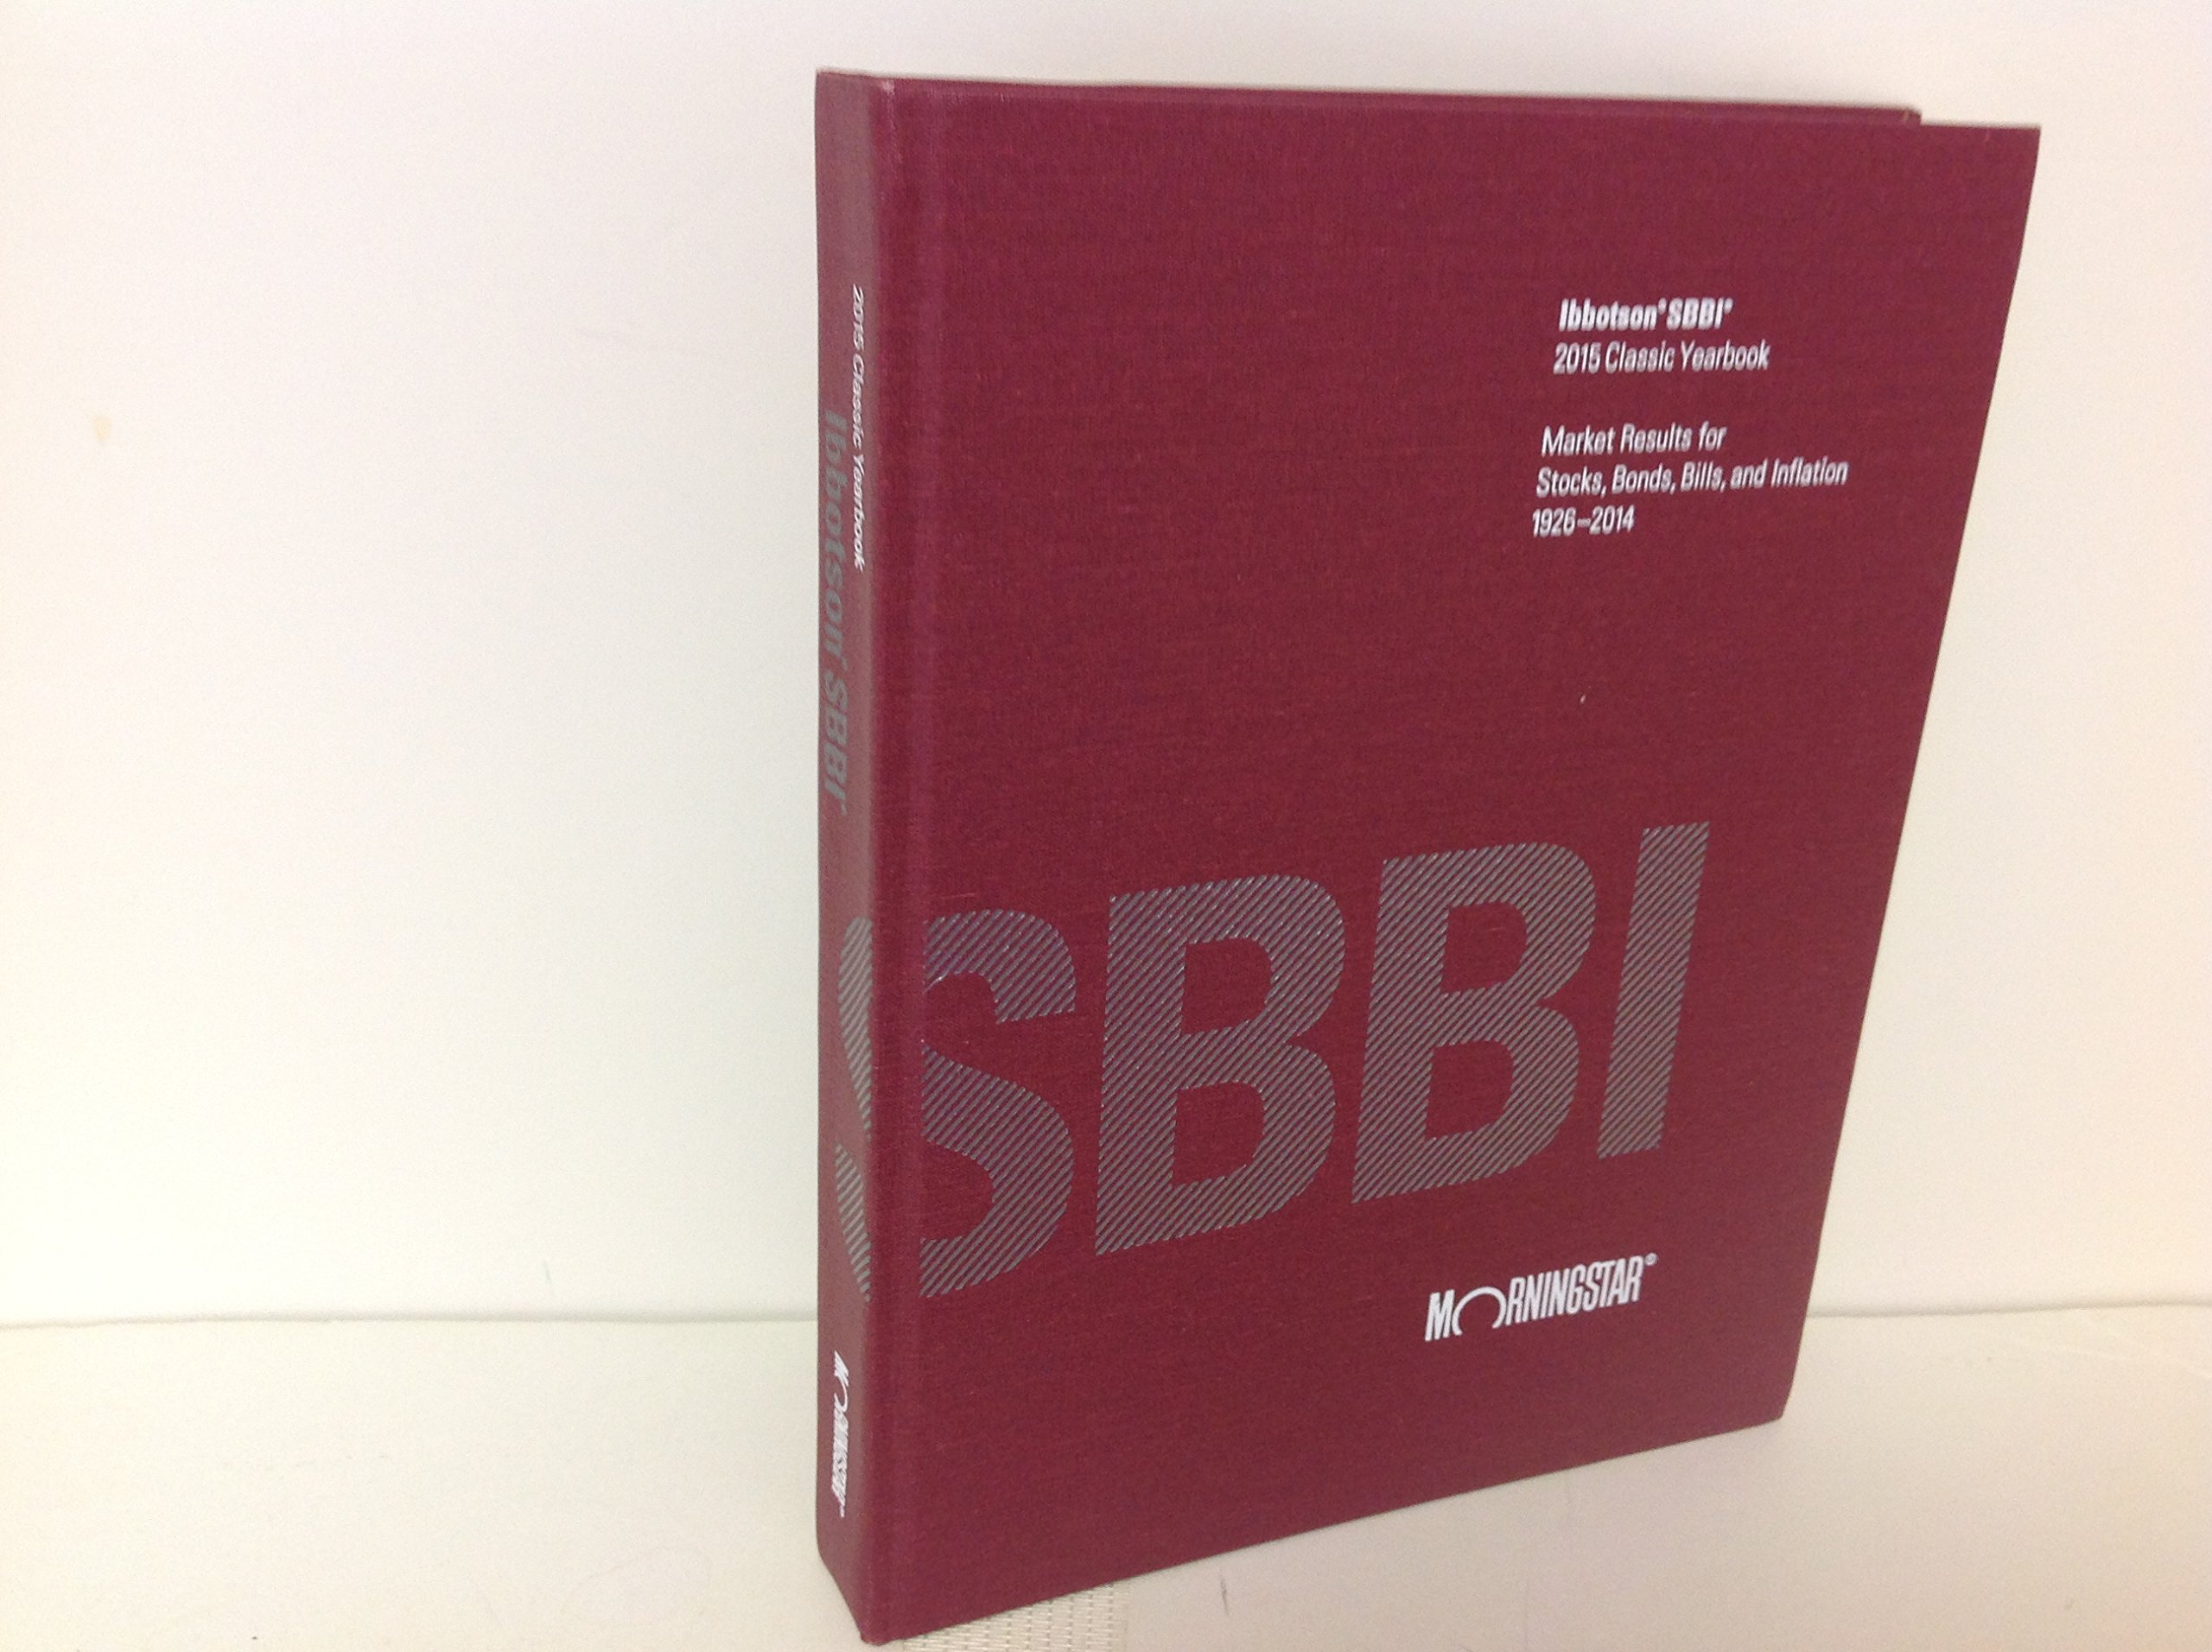 2015 Classic Yearbook
Ibbotson® SBBI®
MORNINGSTAR®
Ibbotson® SBBI®
2015 Classic Yearbook
Market Results for
Stocks, Bonds, Bills, and Inflation
1926–2014
SBBI
MORNINGSTAR®